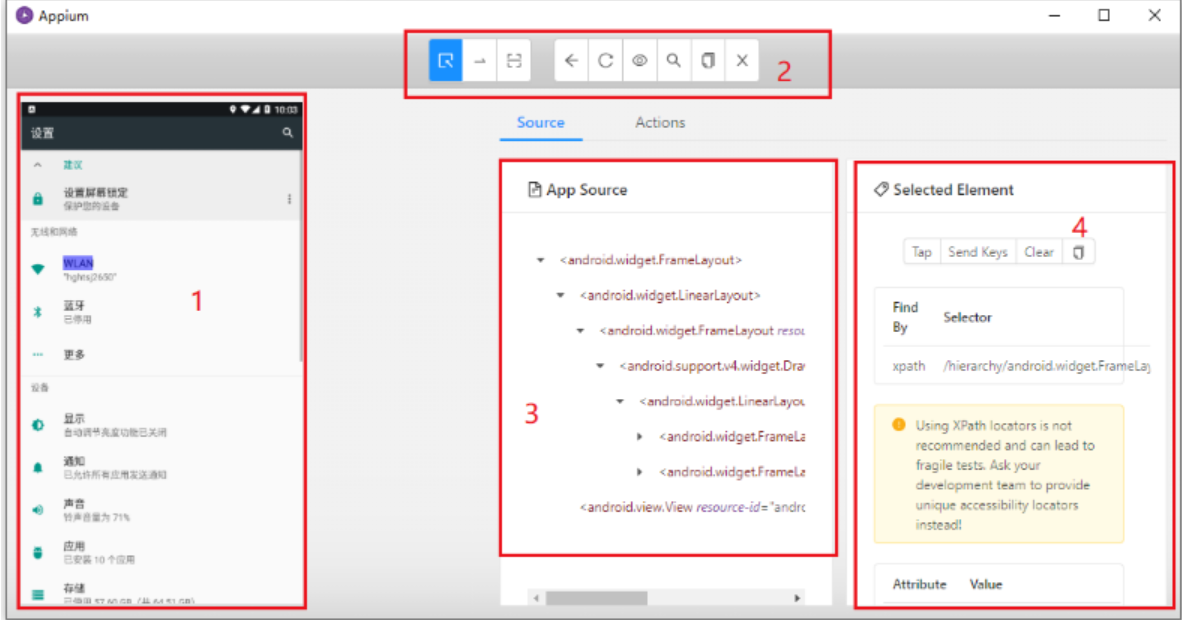 Appium
2
10:03
设置
建议
设置屏幕锁定
保护您的设备
无线和网络
WLAN
蓝牙
已停用
更多
设备
显示
自动调节亮度功能已关闭
通知
已允许所有应用发送通知
声音
铃声音量为 71%
应用
已安装 10 个应用
存储
已使用 57.60 GB（共 64.51 GB）
1
Source Actions
App Source
<android.widget.FrameLayout>
<android.widget.LinearLayout>
<android.widget.FrameLayout resou
<android.support.v4.widget.Dra
<android.widget.LinearLayou
<android.widget.FrameLa
<android.widget.FrameLa
<android.view.View resource-id="andro
3
Selected Element
4
Tap Send Keys Clear
Find By Selector
xpath /hierarchy/android.widget.FrameLay
Using XPath locators is not
recommended and can lead to
fragile tests. Ask your
development team to provide
unique accessibility locators
instead!
Attribute Value